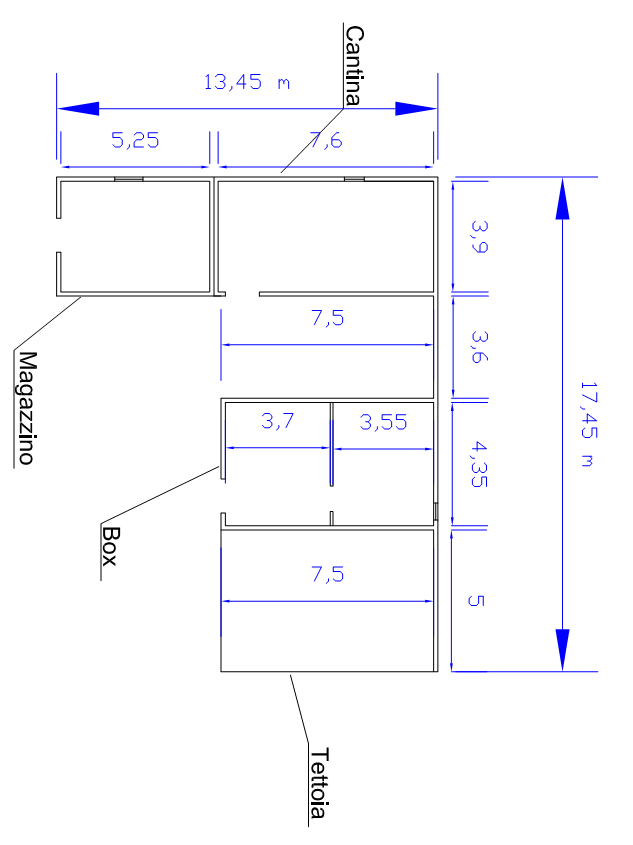 Cantina
13,45 m
5,25
7,6
3,9
7,5
3,6
17,45 m
Magazzino
3,7
3,55
4,35
Box
7,5
5
Tettoia